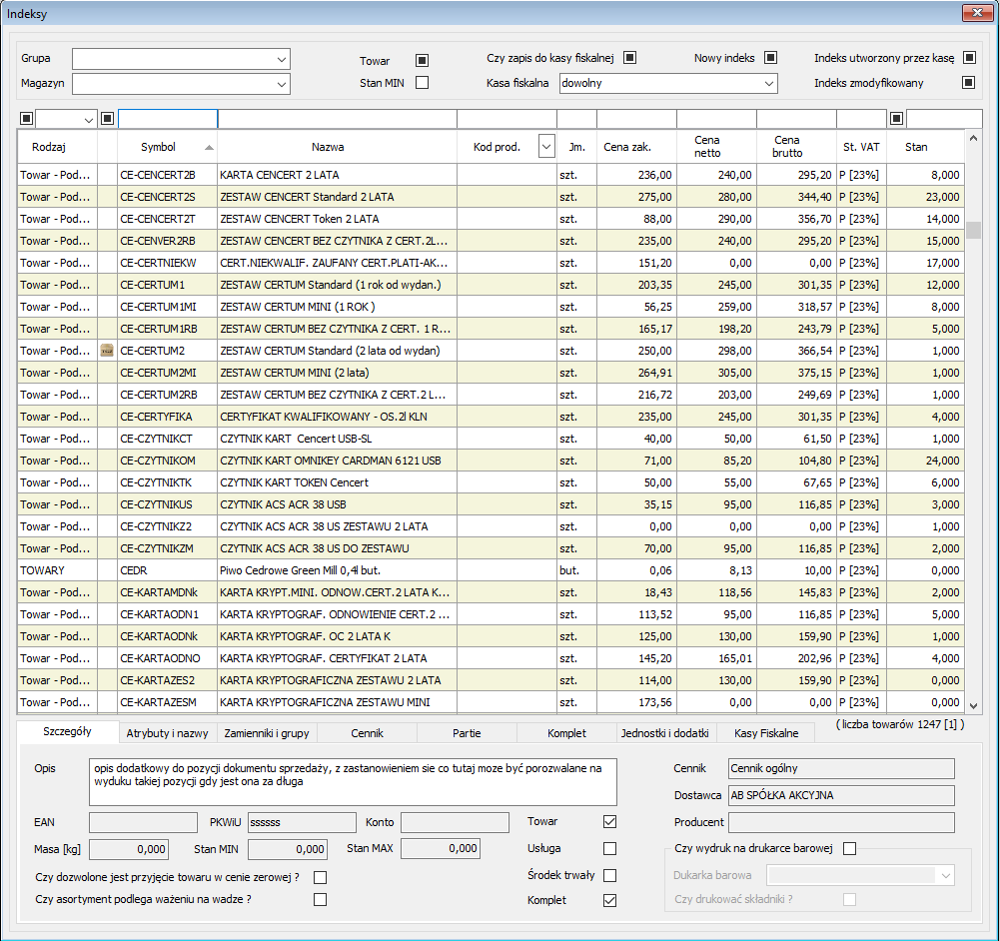 Indeksy
Grupa Towar Czy zapis do kasy fiskalnej Nowy indeks Indeks utworzony przez kasę
Magazyn Stan MIN Kasa fiskalna dowolny Indeks zmodyfikowany
Rodzaj Symbol Nazwa Kod prod. Jm. Cena zak. Cena netto Cena brutto St. VAT Stan
Towar - Pod... CE-CENCERT2B KARTA CENCERT 2 LATA szt. 236,00 240,00 295,20 P [23%] 8,000
Towar - Pod... CE-CENCERT2S ZESTAW CENCERT Standard 2 LATA szt. 275,00 280,00 344,40 P [23%] 23,000
Towar - Pod... CE-CENCERT2T ZESTAW CENCERT Token 2 LATA szt. 88,00 290,00 356,70 P [23%] 14,000
Towar - Pod... CE-CENVER2RB ZESTAW CENCERT BEZ CZYTNIKA Z CERT.2L... szt. 235,00 240,00 295,20 P [23%] 15,000
Towar - Pod... CE-CERTNIEKW CERT.NIEKWALIF. ZAUFANY CERT.PLATI-AK... szt. 151,20 0,00 0,00 P [23%] 17,000
Towar - Pod... CE-CERTUM1 ZESTAW CERTUM Standard (1 rok od wydan.) szt. 203,35 245,00 301,35 P [23%] 12,000
Towar - Pod... CE-CERTUM1MI ZESTAW CERTUM MINI (1 ROK ) szt. 56,25 259,00 318,57 P [23%] 8,000
Towar - Pod... CE-CERTUM1RB ZESTAW CERTUM BEZ CZYTNIKA Z CERT. 1 R... szt. 165,17 198,20 243,79 P [23%] 5,000
Towar - Pod... CE-CERTUM2 ZESTAW CERTUM Standard (2 lata od wydan) szt. 250,00 298,00 366,54 P [23%] 1,000
Towar - Pod... CE-CERTUM2MI ZESTAW CERTUM MINI (2 lata) szt. 264,91 305,00 375,15 P [23%] 1,000
Towar - Pod... CE-CERTUM2RB ZESTAW CERTUM BEZ CZYTNIKA Z CERT.2 L... szt. 216,72 203,00 249,69 P [23%] 1,000
Towar - Pod... CE-CERTYFIKA CERTYFIKAT KWALIFIKOWANY - OS.2l KLN szt. 235,00 245,00 301,35 P [23%] 4,000
Towar - Pod... CE-CZYTNIKCT CZYTNIK KART Cencert USB-SL szt. 40,00 50,00 61,50 P [23%] 1,000
Towar - Pod... CE-CZYTNIKOM CZYTNIK KART OMNIKEY CARDMAN 6121 USB szt. 71,00 85,20 104,80 P [23%] 24,000
Towar - Pod... CE-CZYTNIKTK CZYTNIK KART TOKEN Cencert szt. 50,00 55,00 67,65 P [23%] 6,000
Towar - Pod... CE-CZYTNIKUS CZYTNIK ACS ACR 38 USB szt. 35,15 95,00 116,85 P [23%] 3,000
Towar - Pod... CE-CZYTNIKZ2 CZYTNIK ACS ACR 38 US ZESTAWU 2 LATA szt. 0,00 0,00 0,00 P [23%] 1,000
Towar - Pod... CE-CZYTNIKZM CZYTNIK ACS ACR 38 US DO ZESTAWU szt. 70,00 95,00 116,85 P [23%] 2,000
TOWARY CEDR Piwo Cedrowe Green Mill 0,4l but. but. 0,06 8,13 10,00 P [23%] 0,000
Towar - Pod... CE-KARTAMDNk KARTA KRYPT.MINI. ODNOW.CERT.2 LATA K... szt. 18,43 118,56 145,83 P [23%] 2,000
Towar - Pod... CE-KARTAODN1 KARTA KRYPTOGRAF. ODNOWIENIE CERT.2 ... szt. 113,52 95,00 116,85 P [23%] 5,000
Towar - Pod... CE-KARTAODNk KARTA KRYPTOGRAF. OC 2 LATA K szt. 125,00 130,00 159,90 P [23%] 1,000
Towar - Pod... CE-KARTAODNO KARTA KRYPTOGRAF. CERTYFIKAT 2 LATA szt. 145,20 165,01 202,96 P [23%] 4,000
Towar - Pod... CE-KARTAZES2 KARTA KRYPTOGRAFICZNA ZESTAWU 2 LATA szt. 114,00 130,00 159,90 P [23%] 0,000
Towar - Pod... CE-KARTAZESM KARTA KRYPTOGRAFICZNA ZESTAWU MINI szt. 173,56 0,00 0,00 P [23%] 0,000
( liczba towarów 1247 [1] )
Szczegóły Atrybuty i nazwy Zamienniki i grupy Cennik Partie Komplet Jednostki i dodatki Kasy Fiskalne
Opis opis dodatkowy do pozycji dokumentu sprzedaży, z zastanowieniem sie co tutaj moze być porozwalane na
wyduku takiej pozycji gdy jest ona za długa
Cennik Cennik ogólny
Dostawca AB SPÓŁKA AKCYJNA
EAN PKWiU ssssss Konto Towar Producent
Masa [kg] 0,000 Stan MIN 0,000 Stan MAX 0,000 Usługa Czy wydruk na drukarce barowej
Czy dozwolone jest przyjęcie towaru w cenie zerowej ? Środek trwały Dukarka barowa
Czy asortyment podlega ważeniu na wadze ? Komplet Czy drukować składniki ?